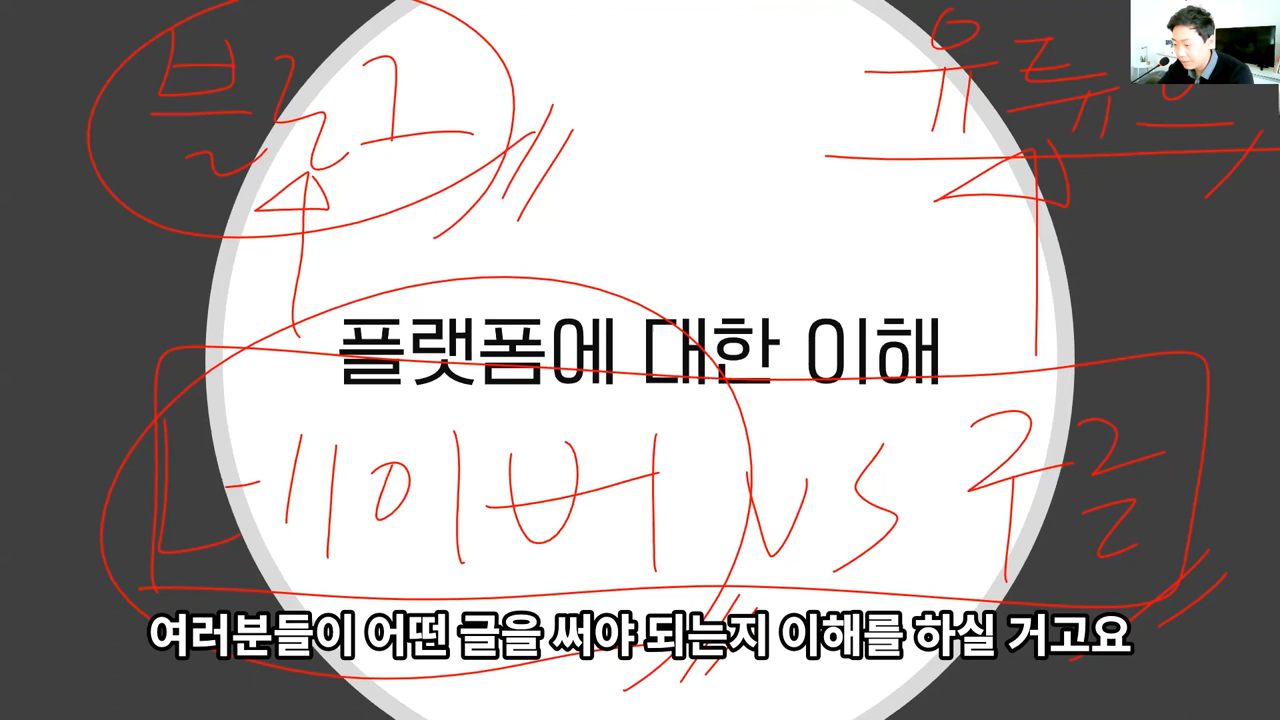 블로그
유튜브
플랫폼에 대한 이해
네이버 vs 구글
여러분들이 어떤 글을 써야 되는지 이해를 하실 거고요